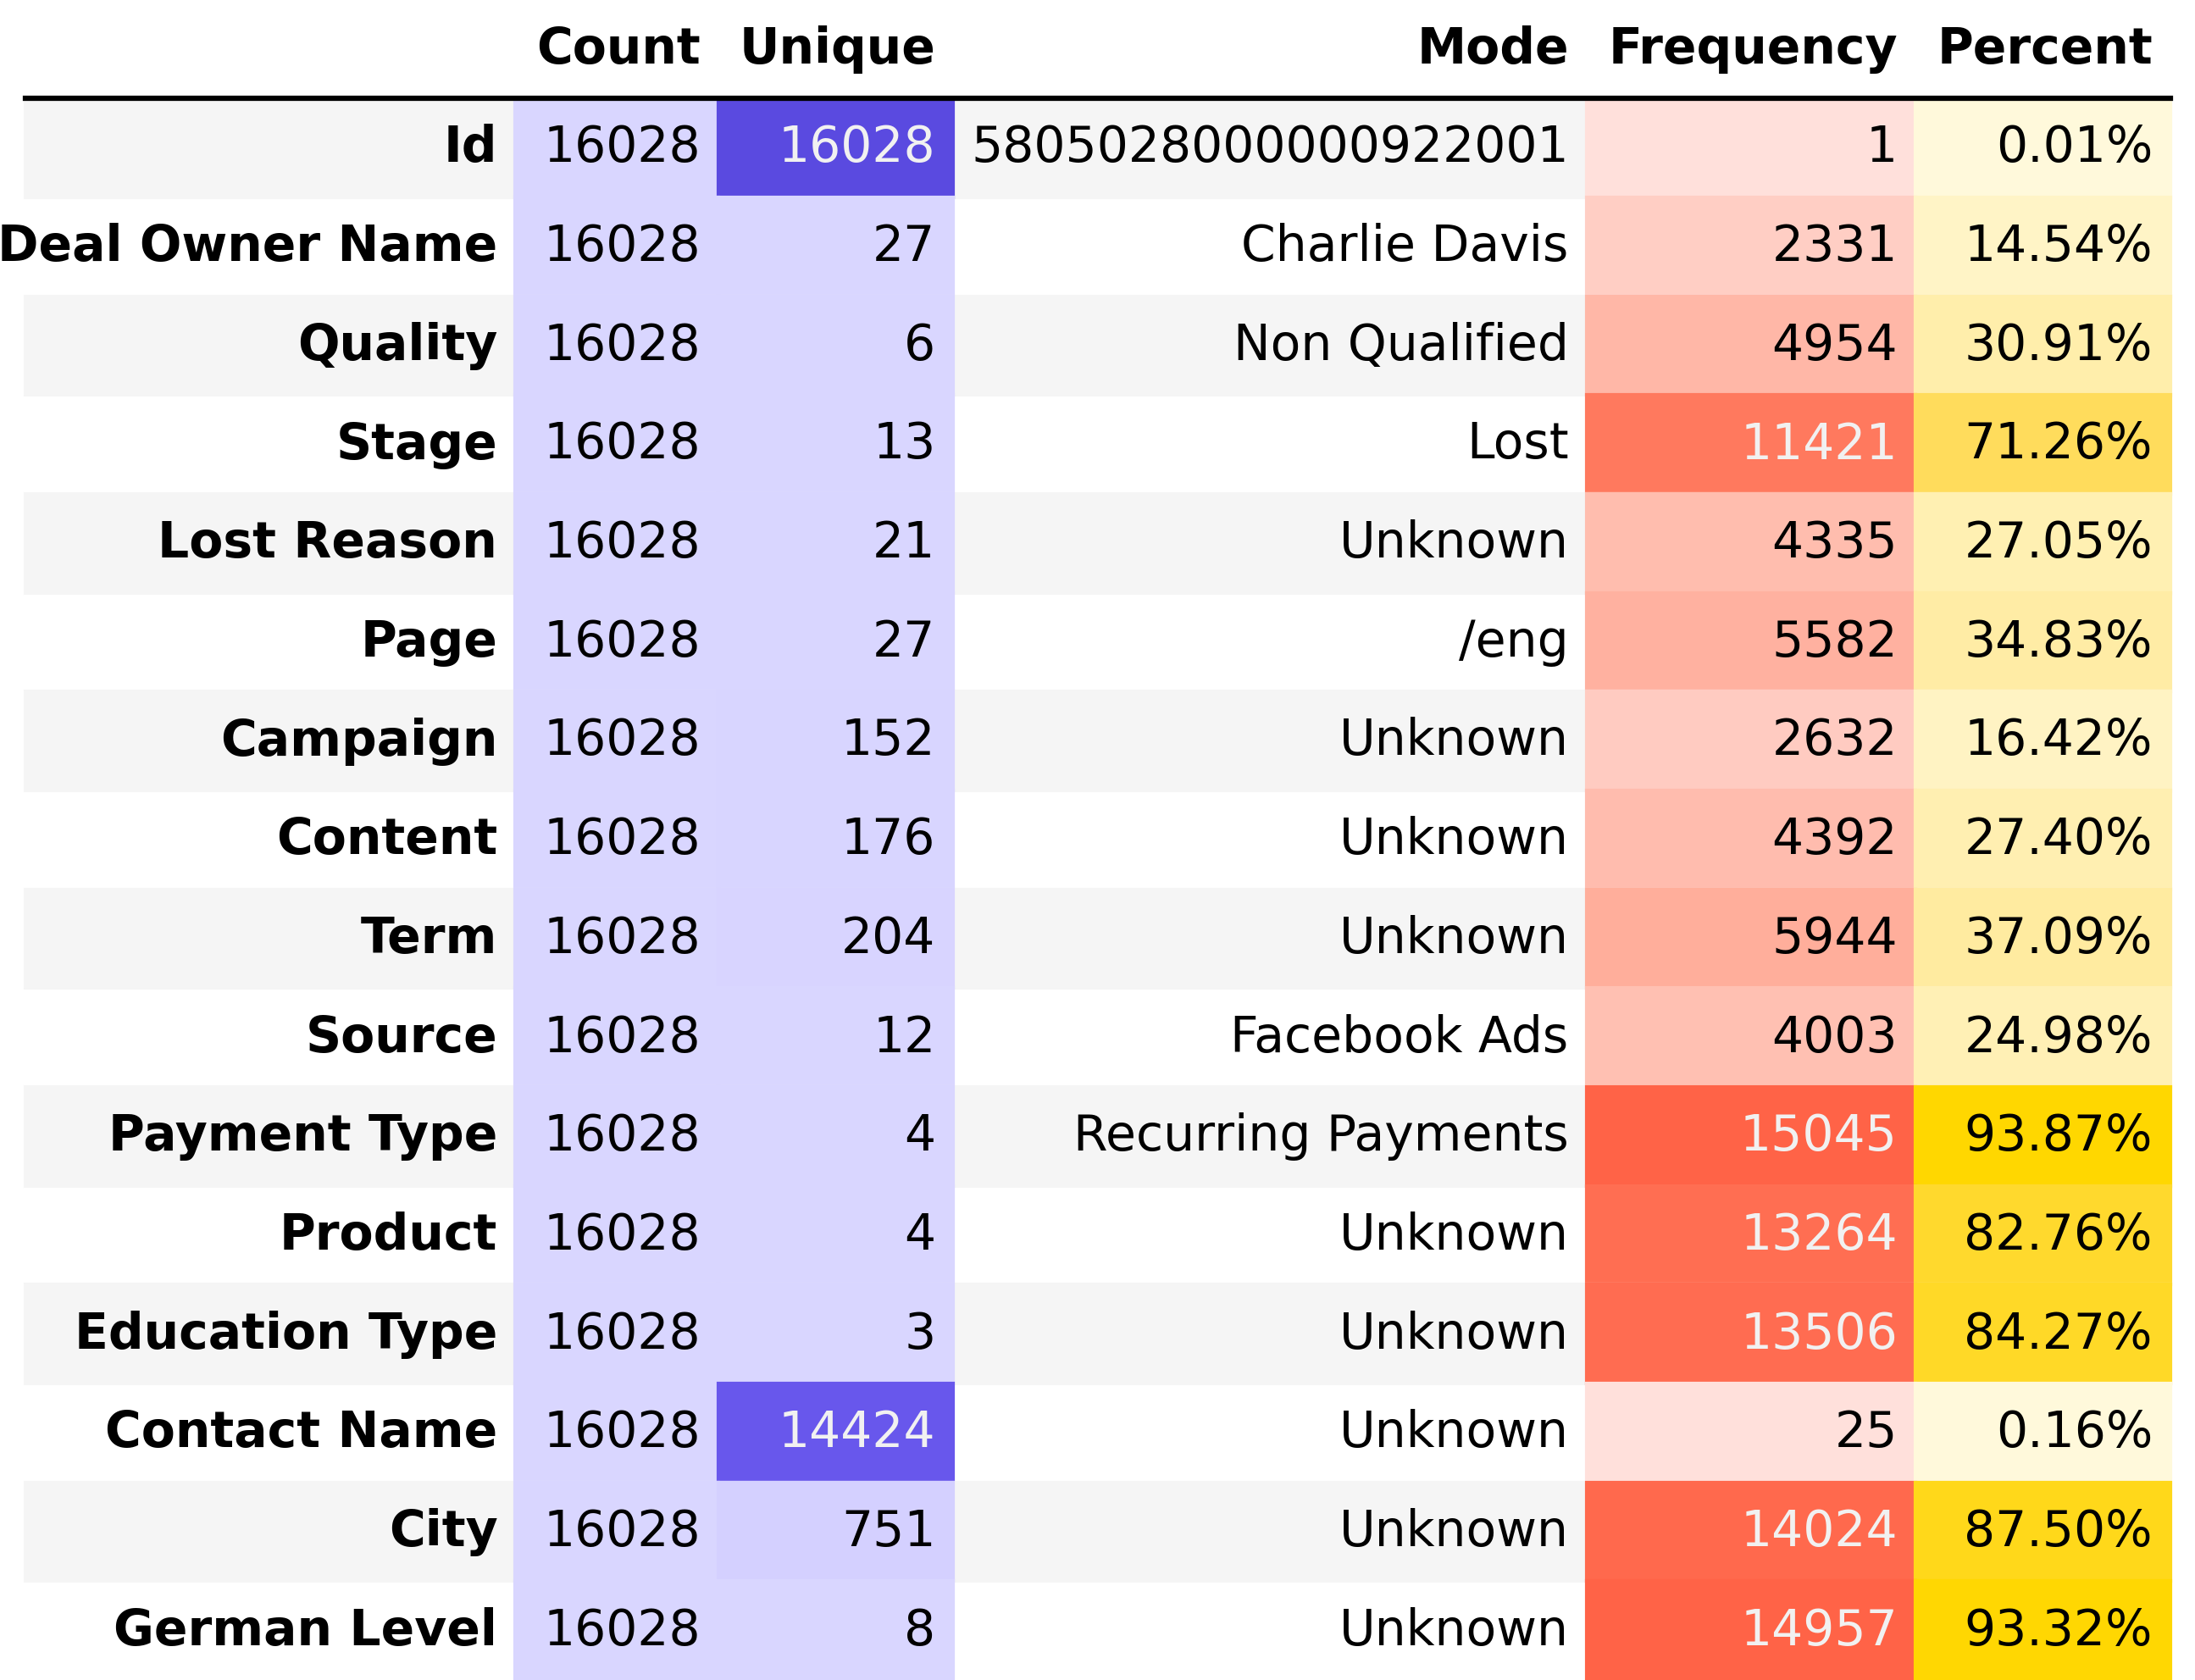 Count Unique Mode Frequency Percent
Id 16028 16028 5805028000000922001 1 0.01%
Deal Owner Name 16028 27 Charlie Davis 2331 14.54%
Quality 16028 6 Non Qualified 4954 30.91%
Stage 16028 13 Lost 11421 71.26%
Lost Reason 16028 21 Unknown 4335 27.05%
Page 16028 27 /eng 5582 34.83%
Campaign 16028 152 Unknown 2632 16.42%
Content 16028 176 Unknown 4392 27.40%
Term 16028 204 Unknown 5944 37.09%
Source 16028 12 Facebook Ads 4003 24.98%
Payment Type 16028 4 Recurring Payments 15045 93.87%
Product 16028 4 Unknown 13264 82.76%
Education Type 16028 3 Unknown 13506 84.27%
Contact Name 16028 14424 Unknown 25 0.16%
City 16028 751 Unknown 14024 87.50%
German Level 16028 8 Unknown 14957 93.32%